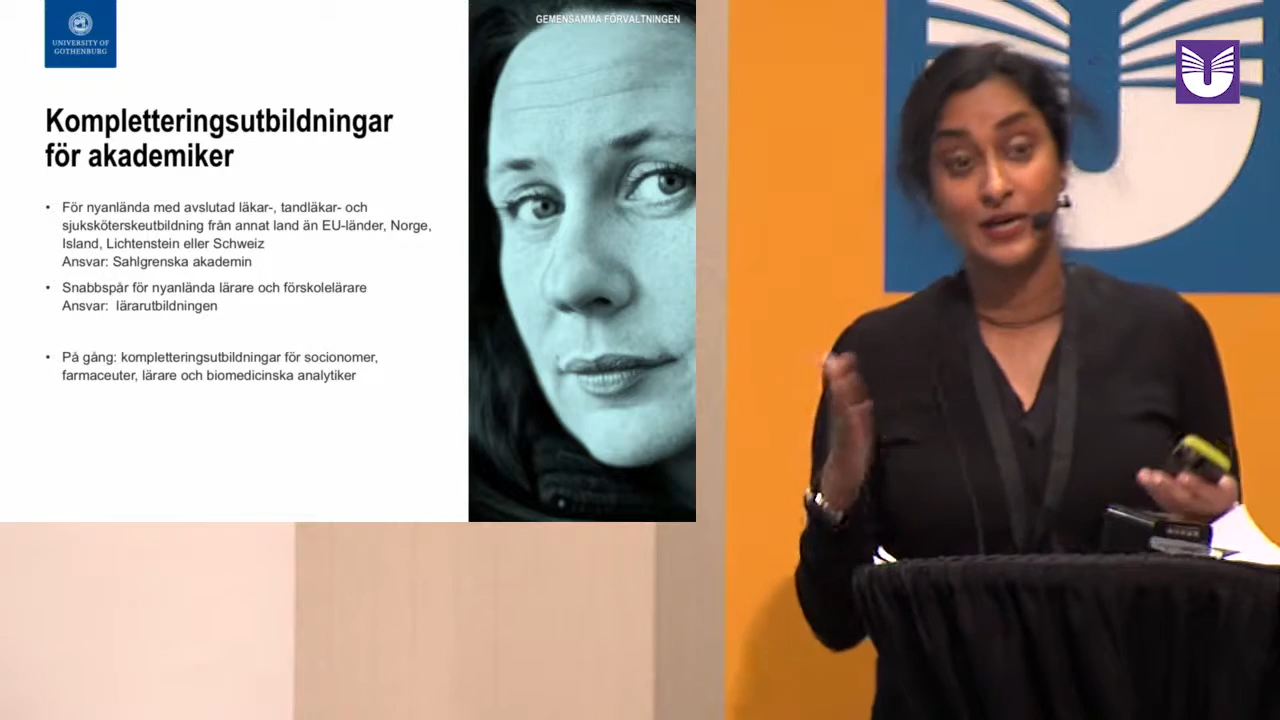 UNIVERSITY OF
GOTHENBURG
GEMENSAMMA FÖRVALTNINGEN
Kompletteringsutbildningar
för akademiker
• För nyanlända med avslutad läkar-, tandläkar- och
sjuksköterskeutbildning från annat land än EU-länder, Norge,
Island, Lichtenstein eller Schweiz
Ansvar: Sahlgrenska akademin
• Snabbspår för nyanlända lärare och förskolelärare
Ansvar: lärarutbildningen
• På gång: kompletteringsutbildningar för socionomer,
farmaceuter, lärare och biomedicinska analytiker